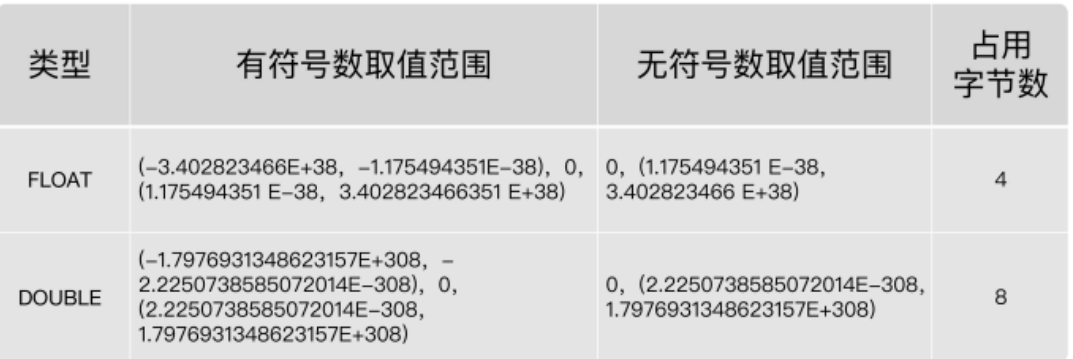 类型
有符号数取值范围
无符号数取值范围
占用
字节数
FLOAT
(-3.402823466E+38，-1.175494351E-38)，0，
(1.175494351 E-38，3.402823466351 E+38)
0，(1.175494351 E-38，
3.402823466 E+38)
4
DOUBLE
(-1.7976931348623157E+308，-
2.2250738585072014E-308)，0，
(2.2250738585072014E-308，
1.7976931348623157E+308)
0，(2.2250738585072014E-308，
1.7976931348623157E+308)
8